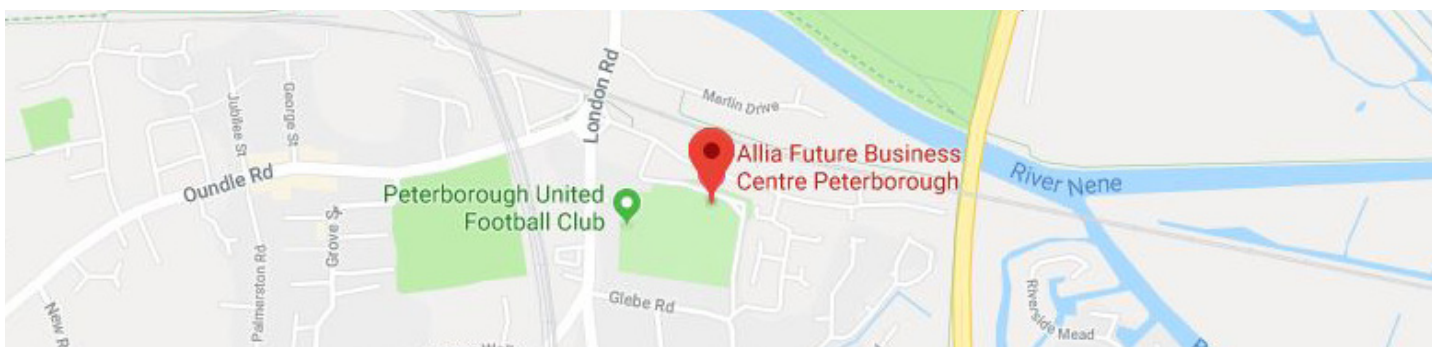 London Rd
Marlin Drive
George St
Jubilee St
Oundle Rd
Allia Future Business
Centre Peterborough
River Nene
Peterborough United
Football Club
Grove St
Palmerston Rd
Glebe Rd
New R
Riverside Mead